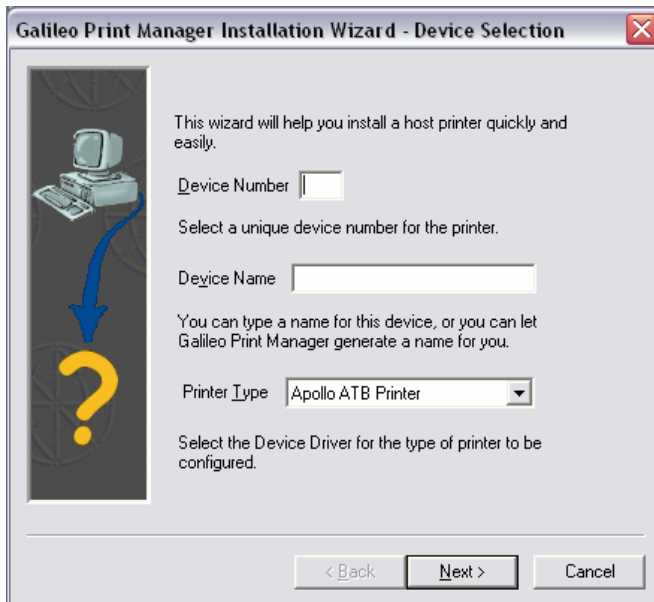 Galileo Print Manager Installation Wizard - Device Selection
This wizard will help you install a host printer quickly and
easily.
Device Number
Select a unique device number for the printer.
Device Name
You can type a name for this device, or you can let
Galileo Print Manager generate a name for you.
Printer Type
Apollo ATB Printer
Select the Device Driver for the type of printer to be
configured.
< Back
Next >
Cancel